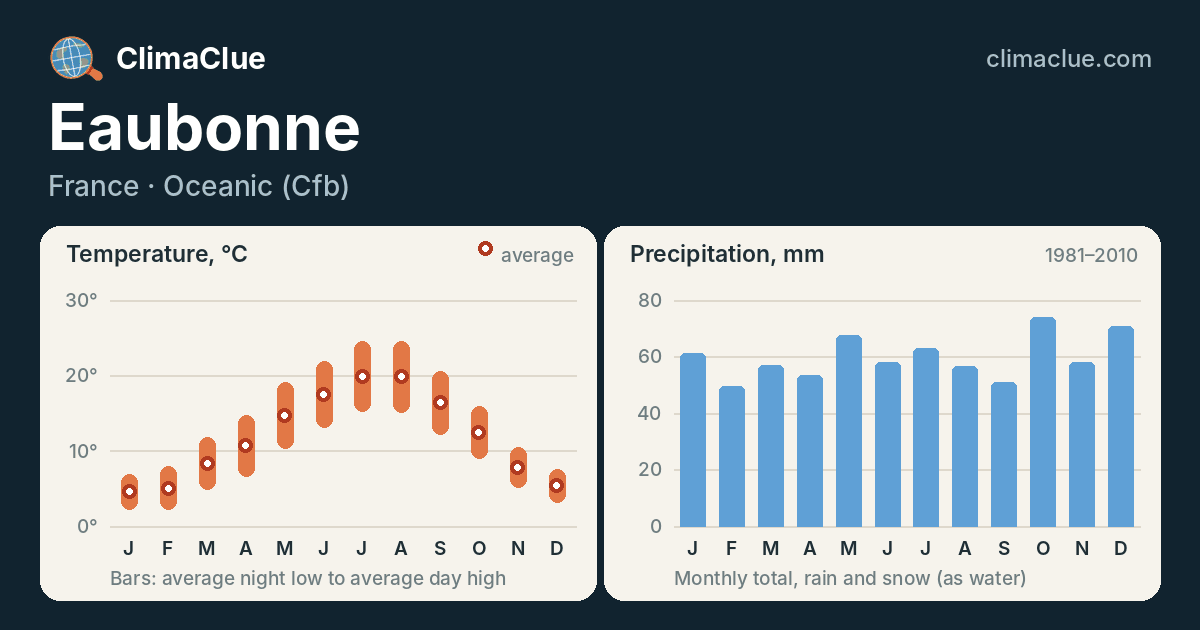 ClimaClue
climaclue.com
Eaubonne
France · Oceanic (Cfb)
Temperature, °C
average
30°
20°
10°
0°
J F M A M J J A S O N D
Bars: average night low to average day high
Precipitation, mm
1981–2010
80
60
40
20
0
J F M A M J J A S O N D
Monthly total, rain and snow (as water)